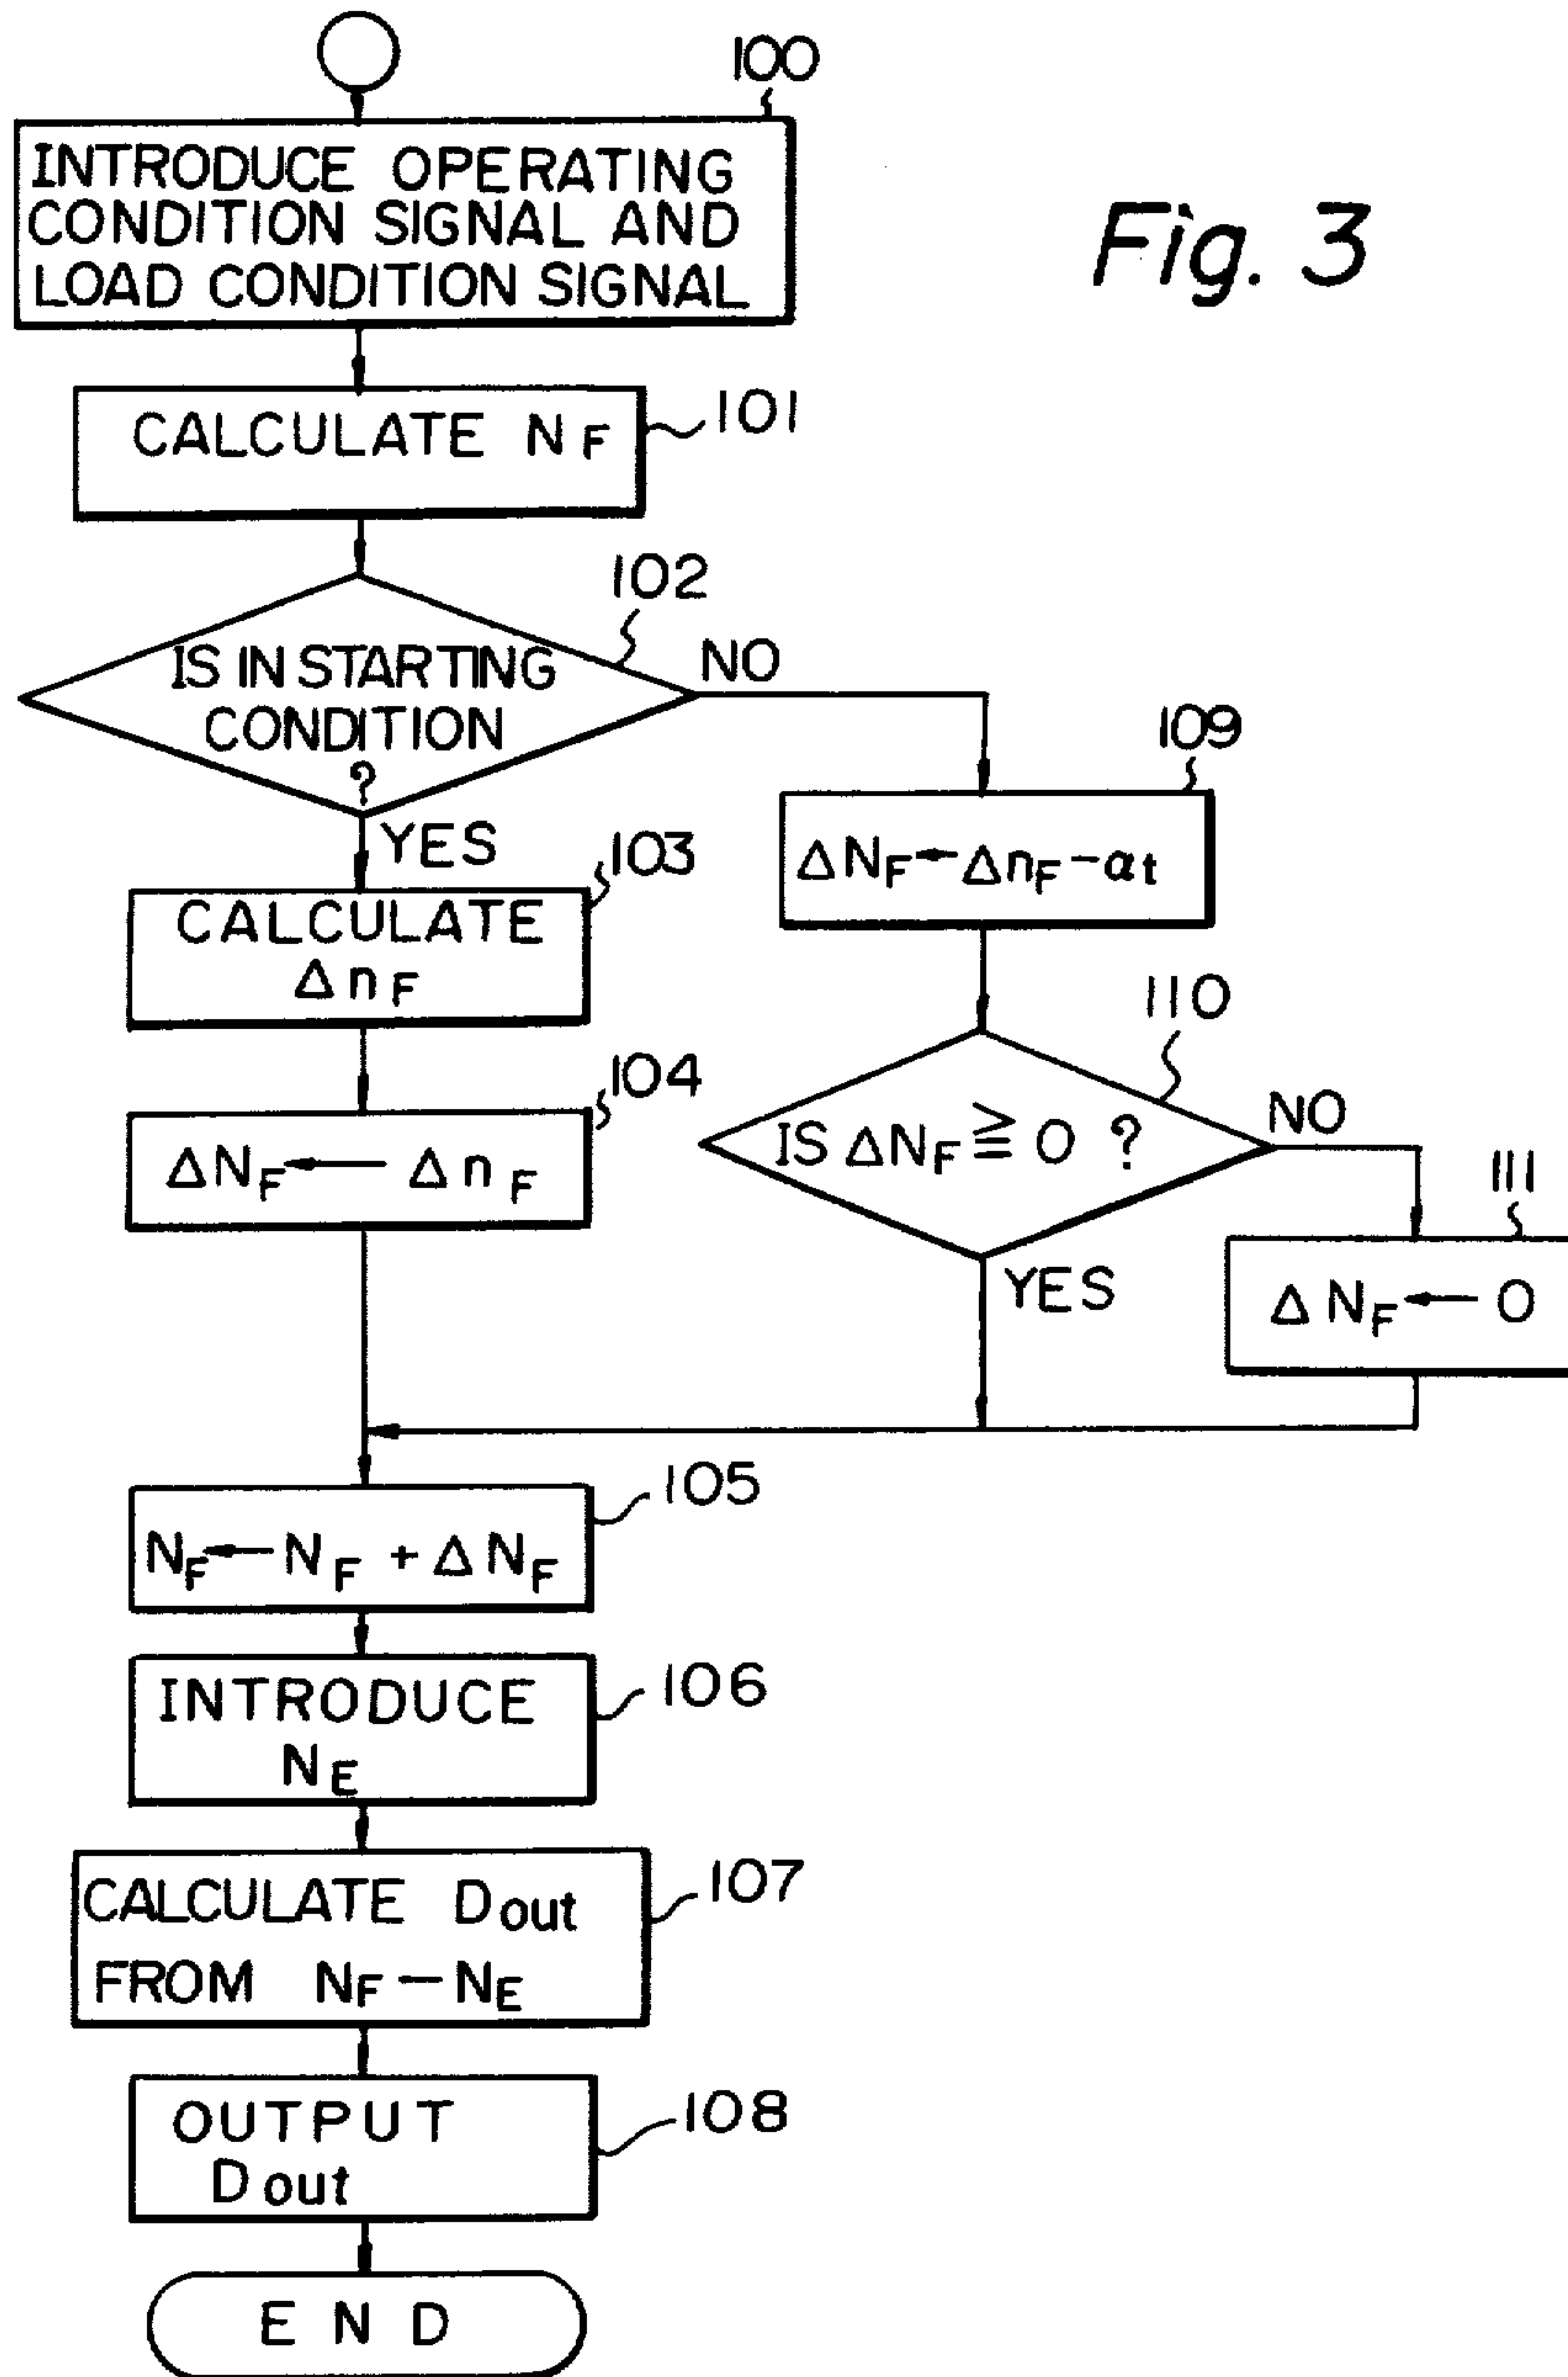 Fig. 3
100
INTRODUCE OPERATING
CONDITION SIGNAL AND
LOAD CONDITION SIGNAL
101
CALCULATE NF
102
IS IN STARTING
CONDITION
?
NO
YES
103
CALCULATE
ΔnF
104
ΔNF ← ΔnF
109
ΔNF ← ΔnF - αt
110
IS ΔNF ≧ 0 ?
NO
YES
111
ΔNF ← 0
105
NF ← NF + ΔNF
106
INTRODUCE
NE
107
CALCULATE Dout
FROM NF - NE
108
OUTPUT
Dout
END